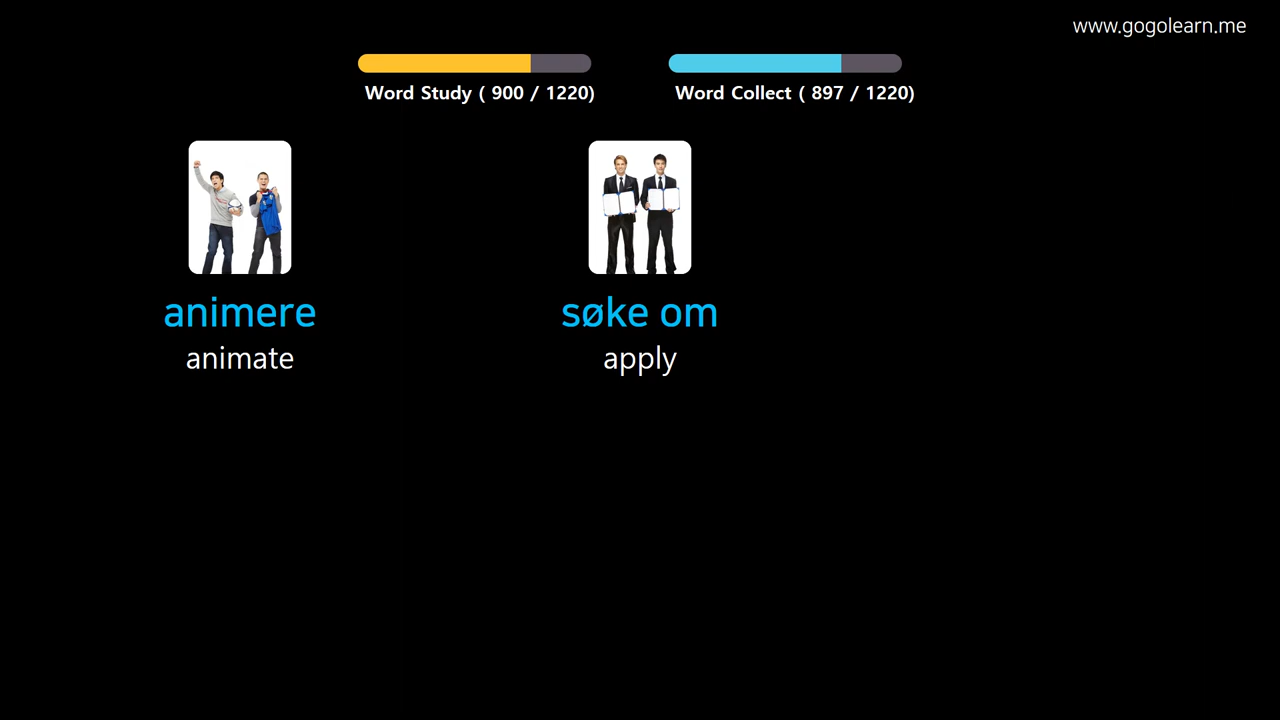 www.gogolearn.me
Word Study ( 900 / 1220)
Word Collect ( 897 / 1220)
animere
animate
søke om
apply